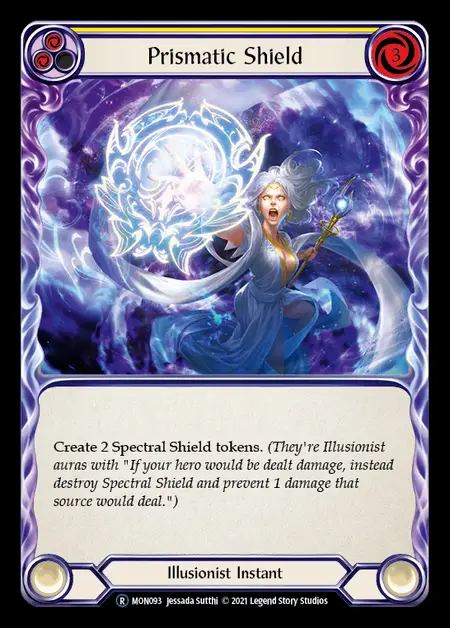 Prismatic Shield
3
Create 2 Spectral Shield tokens. (They're Illusionist
auras with "If your hero would be dealt damage, instead
destroy Spectral Shield and prevent 1 damage that
source would deal.")
Illusionist Instant
R MON093 Jessada Sutthi © 2021 Legend Story Studios